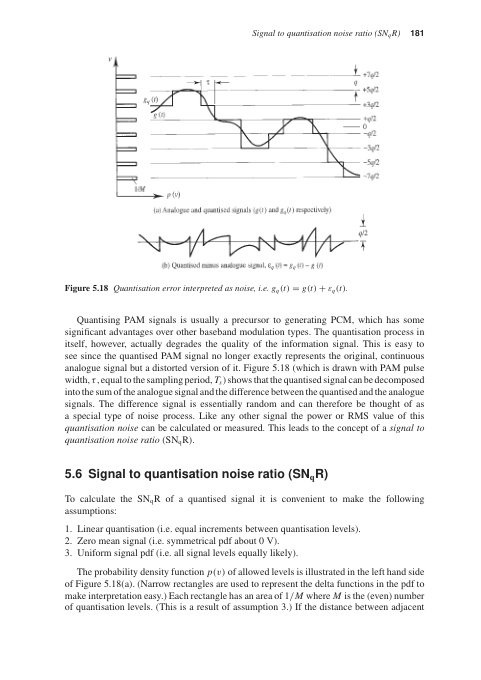 Signal to quantisation noise ratio (SNqR) 181
v
τ
gq (t)
g (t)
+7q/2
q
+5q/2
+3q/2
+q/2
0
−q/2
−3q/2
−5q/2
−7q/2
1/M
p (v)
(a) Analogue and quantised signals (g(t) and gq(t) respectively)
q/2
(b) Quantised minus analogue signal, εq (t) = gq (t) − g (t)
Figure 5.18 Quantisation error interpreted as noise, i.e. gq(t) = g(t) + εq(t).
Quantising PAM signals is usually a precursor to generating PCM, which has some
significant advantages over other baseband modulation types. The quantisation process in
itself, however, actually degrades the quality of the information signal. This is easy to
see since the quantised PAM signal no longer exactly represents the original, continuous
analogue signal but a distorted version of it. Figure 5.18 (which is drawn with PAM pulse
width, τ, equal to the sampling period, Ts) shows that the quantised signal can be decomposed
into the sum of the analogue signal and the difference between the quantised and the analogue
signals. The difference signal is essentially random and can therefore be thought of as
a special type of noise process. Like any other signal the power or RMS value of this
quantisation noise can be calculated or measured. This leads to the concept of a signal to
quantisation noise ratio (SNqR).
5.6 Signal to quantisation noise ratio (SNqR)
To calculate the SNqR of a quantised signal it is convenient to make the following
assumptions:
1. Linear quantisation (i.e. equal increments between quantisation levels).
2. Zero mean signal (i.e. symmetrical pdf about 0 V).
3. Uniform signal pdf (i.e. all signal levels equally likely).
The probability density function p(v) of allowed levels is illustrated in the left hand side
of Figure 5.18(a). (Narrow rectangles are used to represent the delta functions in the pdf to
make interpretation easy.) Each rectangle has an area of 1/M where M is the (even) number
of quantisation levels. (This is a result of assumption 3.) If the distance between adjacent